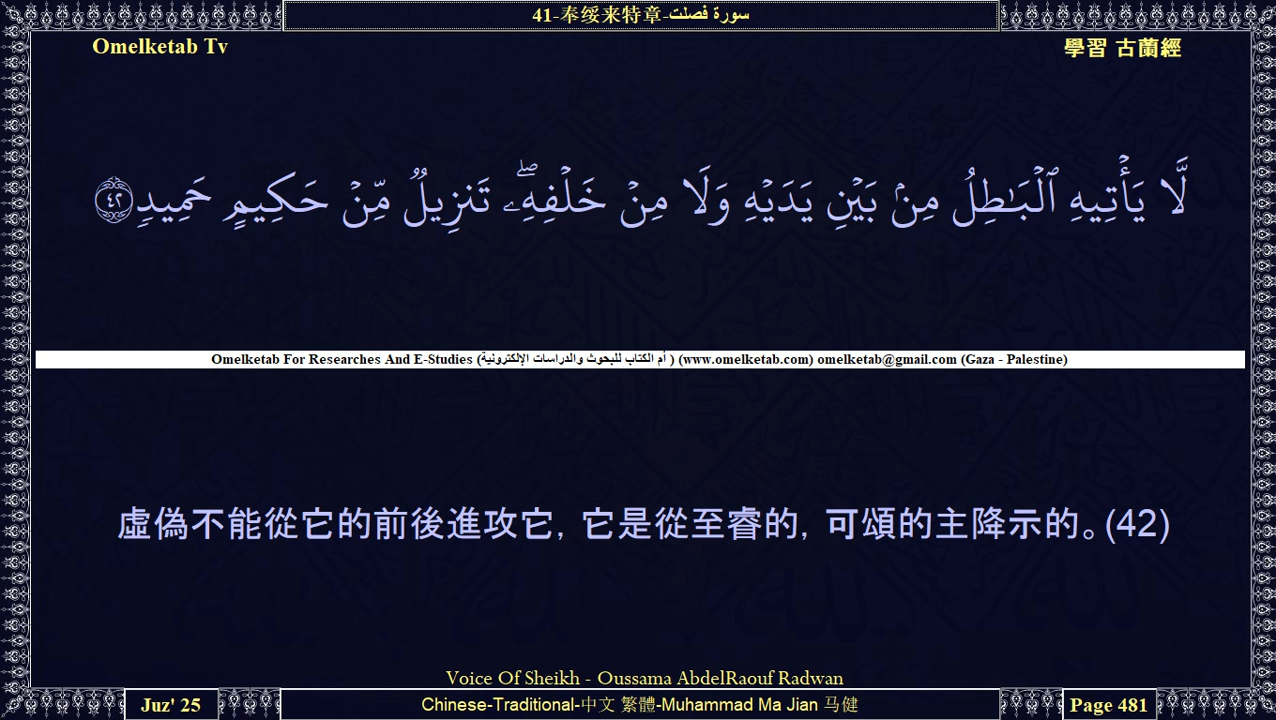 41-奉绥来特章-سورة فصلت
Omelketab Tv
學習 古蘭經
لَّا يَأۡتِيهِ ٱلۡبَٰطِلُ مِنۢ بَيۡنِ يَدَيۡهِ وَلَا مِنۡ خَلۡفِهِۦۖ تَنزِيلٞ مِّنۡ حَكِيمٍ حَمِيدٖ ٤٢
Omelketab For Researches And E-Studies (أم الكتاب للبحوث والدراسات الإلكترونية ) (www.omelketab.com) omelketab@gmail.com (Gaza - Palestine)
虛偽不能從它的前後進攻它, 它是從至睿的, 可頌的主降示的。(42)
Voice Of Sheikh - Oussama AbdelRaouf Radwan
Juz' 25
Chinese-Traditional-中文 繁體-Muhammad Ma Jian 马健
Page 481